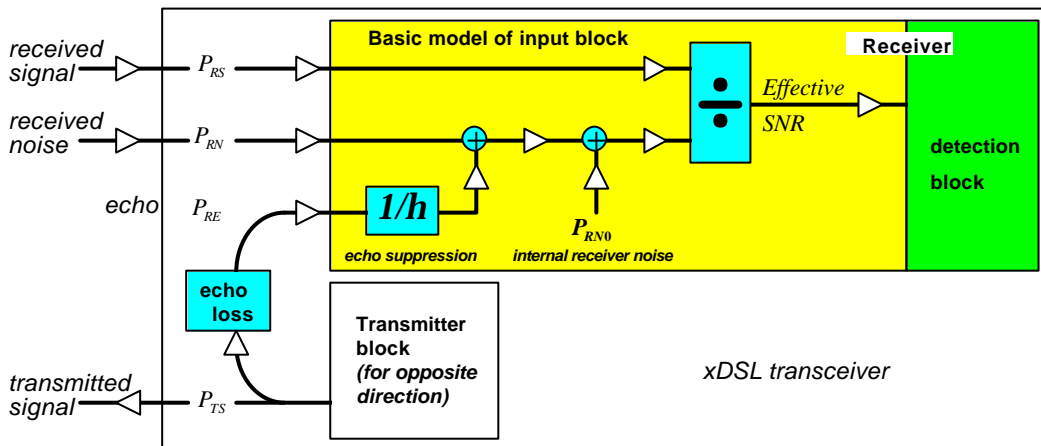 Basic model of input block
Receiver
received
signal
P_RS
Effective
SNR
received
noise
P_RN
+
+
÷
detection
block
echo
P_RE
1/h
P_RN0
echo suppression
internal receiver noise
echo
loss
Transmitter
block
(for opposite
direction)
xDSL transceiver
transmitted
signal
P_TS